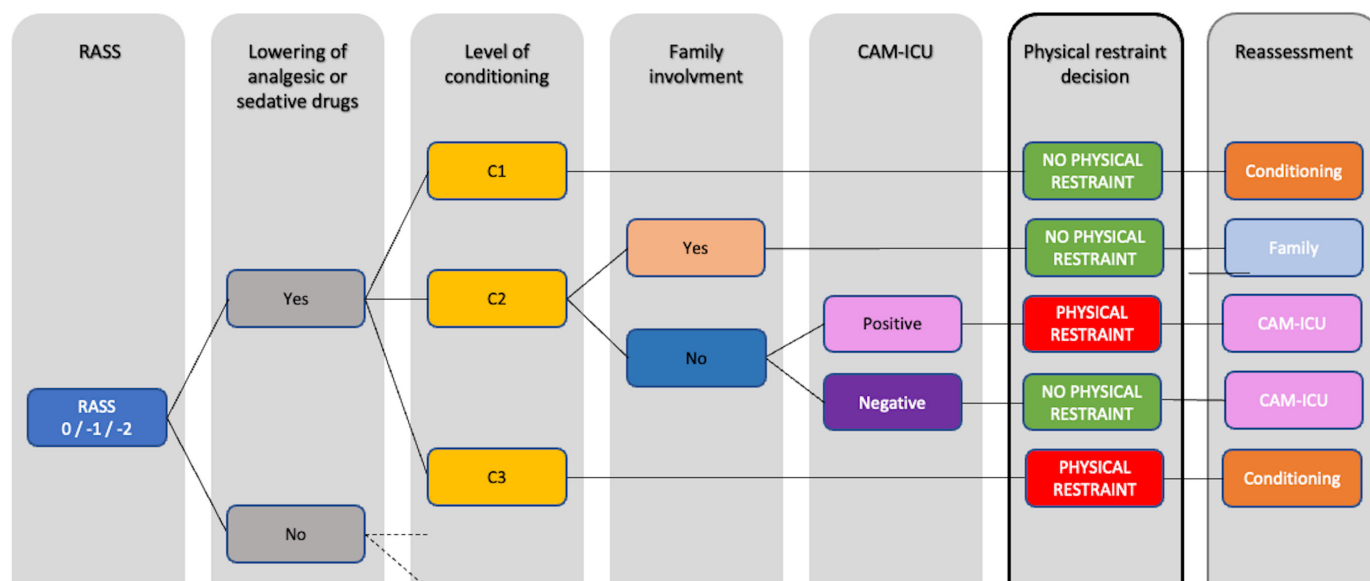 RASS
Lowering of
analgesic or
sedative drugs
Level of
conditioning
Family
involvment
CAM-ICU
Physical restraint
decision
Reassessment
C1
NO PHYSICAL
RESTRAINT
Conditioning
Yes
NO PHYSICAL
RESTRAINT
Family
Yes
C2
Positive
PHYSICAL
RESTRAINT
CAM-ICU
No
Negative
NO PHYSICAL
RESTRAINT
CAM-ICU
RASS
0 / -1 / -2
C3
PHYSICAL
RESTRAINT
Conditioning
No